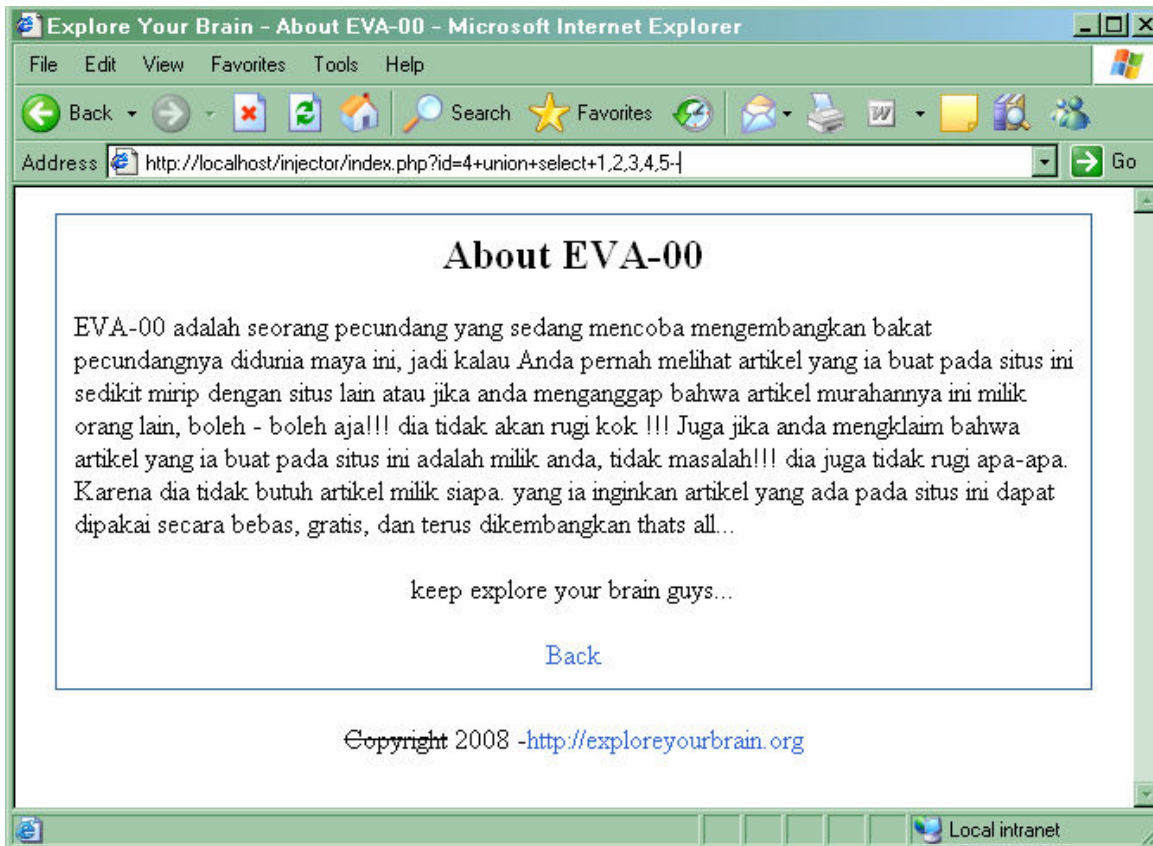 Explore Your Brain - About EVA-00 - Microsoft Internet Explorer
File Edit View Favorites Tools Help
Back Search Favorites
Address http://localhost/injector/index.php?id=4+union+select+1,2,3,4,5-- Go
About EVA-00
EVA-00 adalah seorang pecundang yang sedang mencoba mengembangkan bakat
pecundangnya didunia maya ini, jadi kalau Anda pernah melihat artikel yang ia buat pada situs ini
sedikit mirip dengan situs lain atau jika anda menganggap bahwa artikel murahannya ini milik
orang lain, boleh - boleh aja!!! dia tidak akan rugi kok !!! Juga jika anda mengklaim bahwa
artikel yang ia buat pada situs ini adalah milik anda, tidak masalah!!! dia juga tidak rugi apa-apa.
Karena dia tidak butuh artikel milik siapa. yang ia inginkan artikel yang ada pada situs ini dapat
dipakai secara bebas, gratis, dan terus dikembangkan thats all...
keep explore your brain guys...
Back
Copyright 2008 -http://exploreyourbrain.org
Local intranet